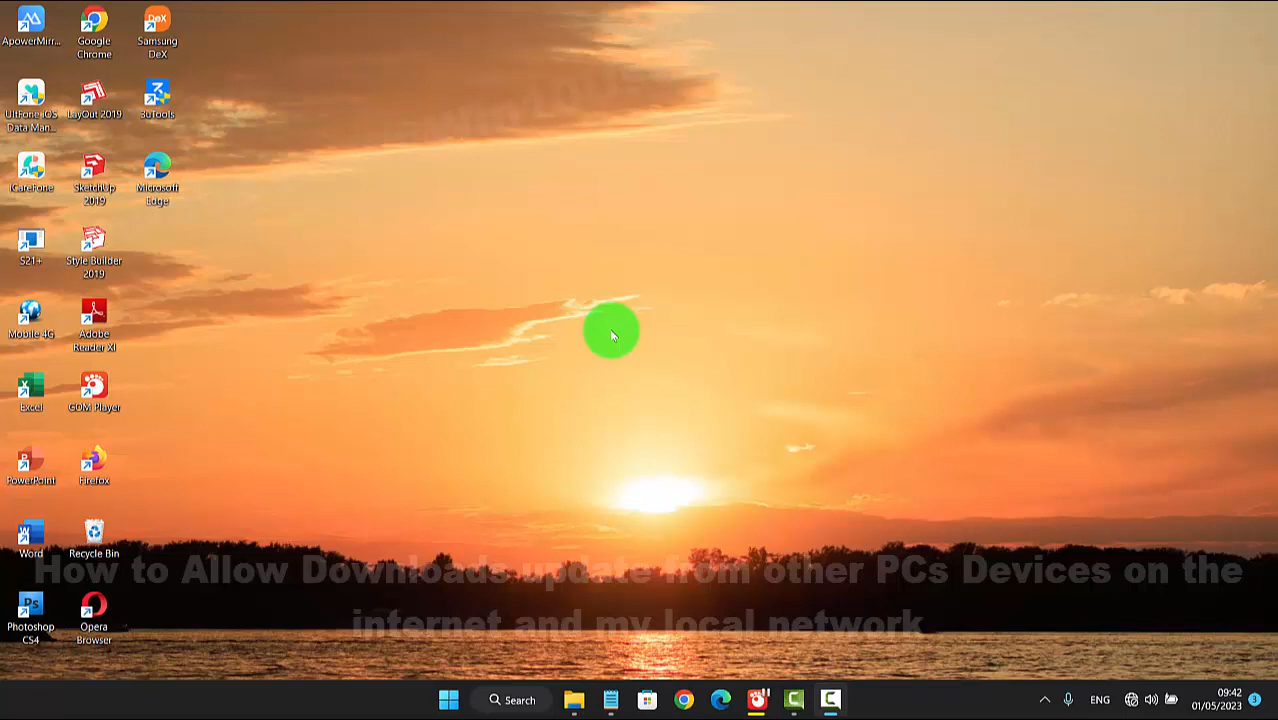 ApowerMirr...
Google
Chrome
Samsung
DeX
UltFone iOS
Data Man...
LayOut 2019
3uTools
iCareFone
SketchUp
2019
Microsoft
Edge
S21+
Style Builder
2019
Mobile 4G
Adobe
Reader XI
Excel
GOM Player
PowerPoint
Firefox
Word
Recycle Bin
How to Allow Downloads update from other PCs Devices on the
internet and my local network
Photoshop
CS4
Opera
Browser
Search
ENG
09:42
01/05/2023
3